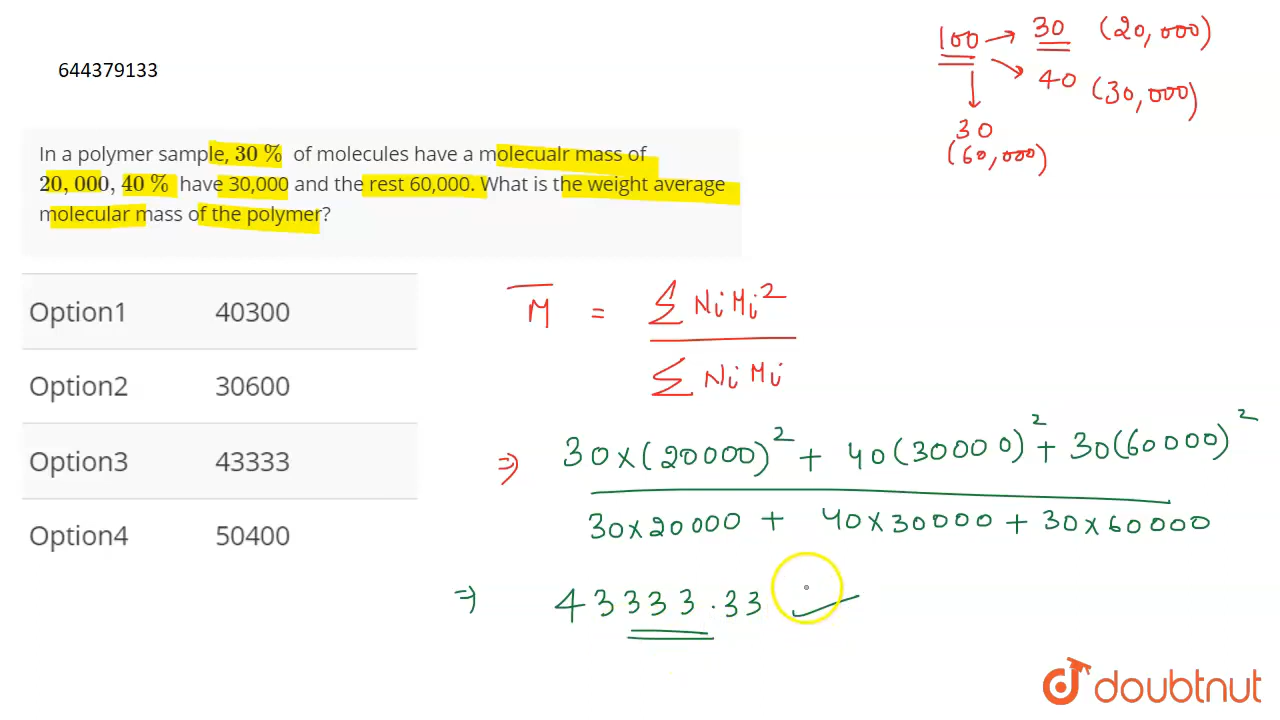 644379133
100 → 30 (20,000)
40 (30,000)
30
(60,000)
In a polymer sample, 30 % of molecules have a molecualr mass of
20, 000, 40 % have 30,000 and the rest 60,000. What is the weight average
molecular mass of the polymer?
Option1 40300
Option2 30600
Option3 43333
Option4 50400
M̅ = Σ NiMi²
Σ Ni Mi
⇒ 30×(20000)² + 40(30000)² + 30(60000)²
30×20000 + 40×30000 + 30×60000
⇒ 43333.33
doubtnut